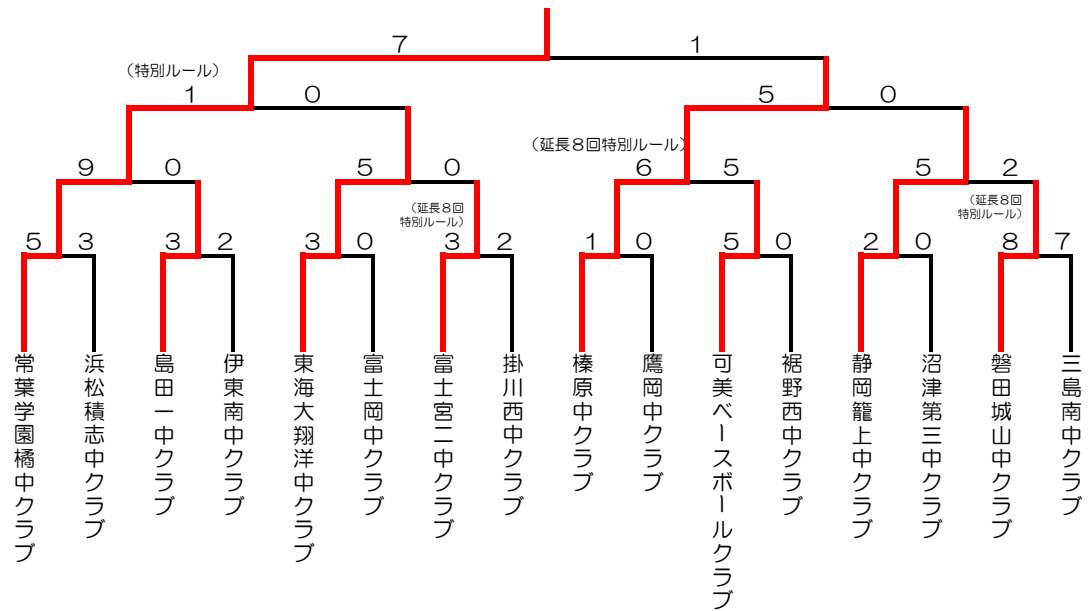 7 1
（特別ルール）
1 0 5 0
（延長８回特別ルール）
9 0 5 0 6 5 5 2
（延長８回
特別ルール）
（延長８回
特別ルール）
5 3 3 2 3 0 3 2 1 0 5 0 2 0 8 7
常葉学園橘中クラブ
浜松積志中クラブ
島田一中クラブ
伊東南中クラブ
東海大翔洋中クラブ
富士岡中クラブ
富士宮二中クラブ
掛川西中クラブ
榛原中クラブ
鷹岡中クラブ
可美ベースボールクラブ
裾野西中クラブ
静岡籠上中クラブ
沼津第三中クラブ
磐田城山中クラブ
三島南中クラブ